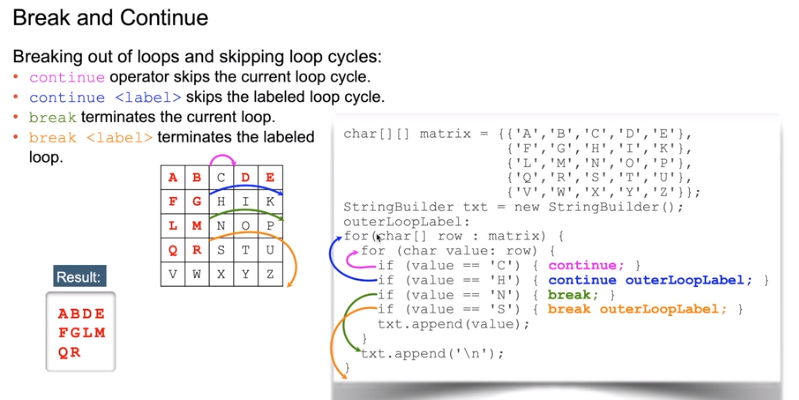 Break and Continue
Breaking out of loops and skipping loop cycles:
• continue operator skips the current loop cycle.
• continue <label> skips the labeled loop cycle.
• break terminates the current loop.
• break <label> terminates the labeled
loop.
A B C D E
F G H I K
L M N O P
Q R S T U
V W X Y Z
Result:
ABDE
FGLM
QR
char[][] matrix = {{'A','B','C','D','E'},
{'F','G','H','I','K'},
{'L','M','N','O','P'},
{'Q','R','S','T','U'},
{'V','W','X','Y','Z'}};
StringBuilder txt = new StringBuilder();
outerLoopLabel:
for(char[] row : matrix) {
for (char value: row) {
if (value == 'C') { continue; }
if (value == 'H') { continue outerLoopLabel; }
if (value == 'N') { break; }
if (value == 'S') { break outerLoopLabel; }
txt.append(value);
}
txt.append('\n');
}